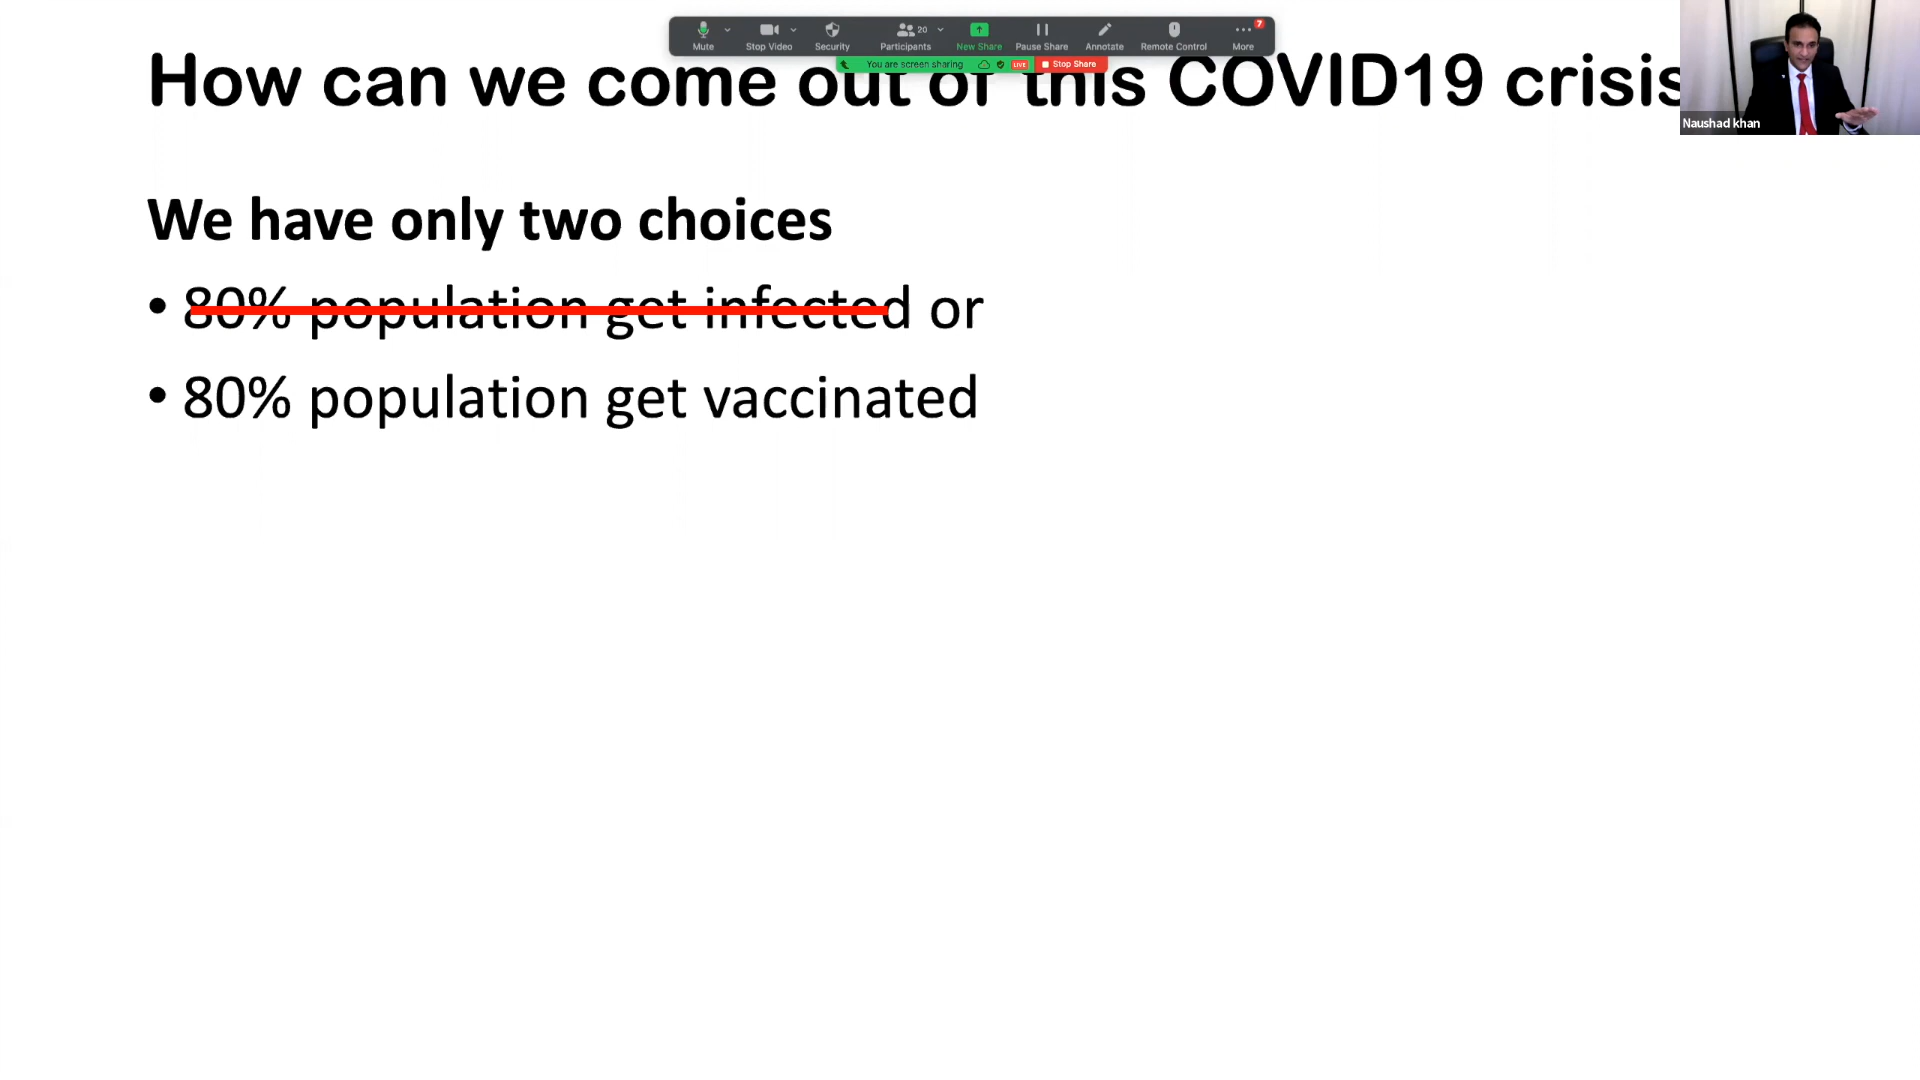 Mute
Stop Video
Security
20
Participants
New Share
Pause Share
Annotate
Remote Control
7
More
You are screen sharing
LIVE
Stop Share
How can we come out of this COVID19 crisis
Naushad khan
We have only two choices
• 80% population get infected or
• 80% population get vaccinated